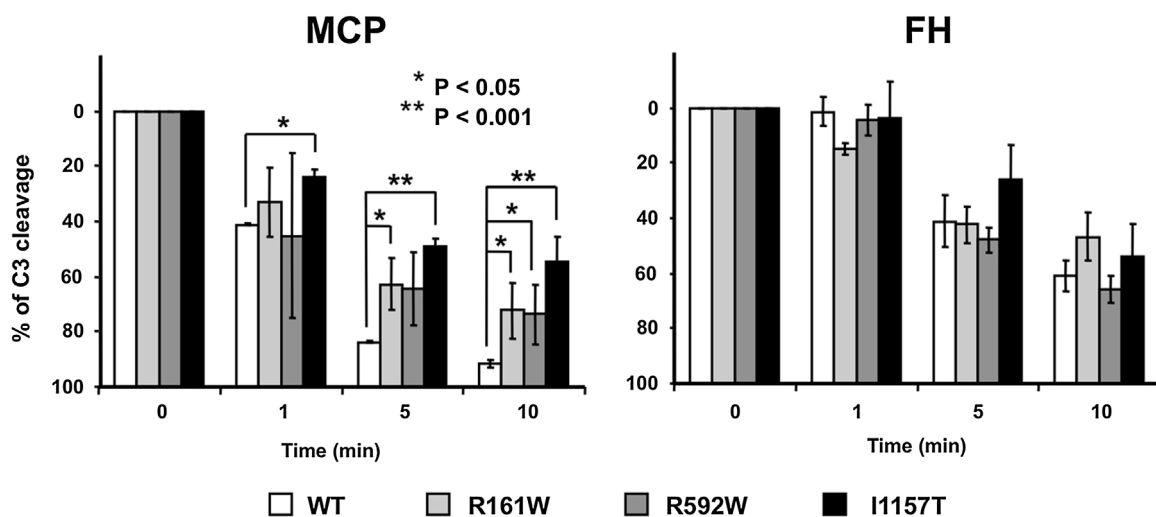 MCP
* P < 0.05
** P < 0.001
% of C3 cleavage
0
20
40
60
80
100
*
**
*
**
*
*
0 1 5 10
Time (min)
FH
0
20
40
60
80
100
0 1 5 10
Time (min)
WT R161W R592W I1157T